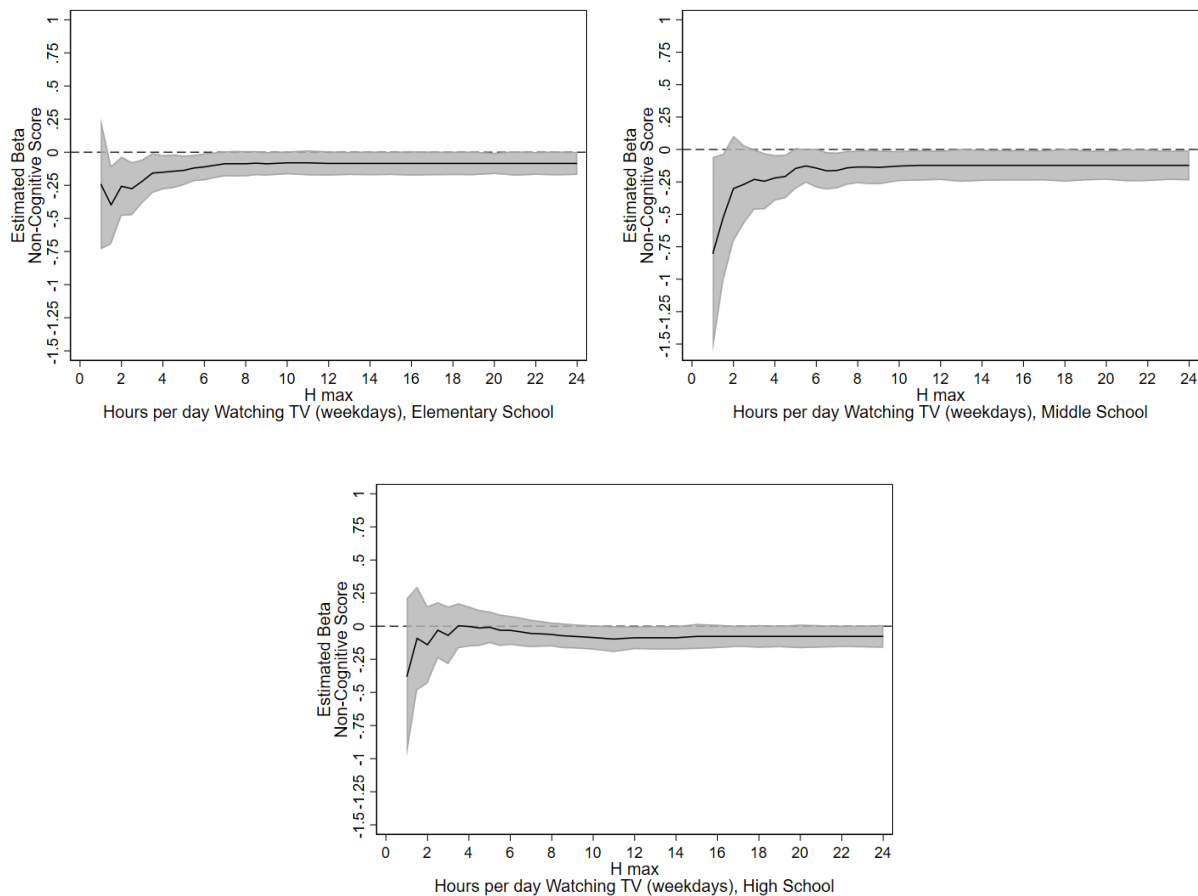 1
.75
.5
.25
0
-.25
-.5
-.75
-1
-1.25
-1.5
Estimated Beta
Non-Cognitive Score
0 2 4 6 8 10 12 14 16 18 20 22 24
H max
Hours per day Watching TV (weekdays), Elementary School
1
.75
.5
.25
0
-.25
-.5
-.75
-1
-1.25
-1.5
Estimated Beta
Non-Cognitive Score
0 2 4 6 8 10 12 14 16 18 20 22 24
H max
Hours per day Watching TV (weekdays), Middle School
1
.75
.5
.25
0
-.25
-.5
-.75
-1
-1.25
-1.5
Estimated Beta
Non-Cognitive Score
0 2 4 6 8 10 12 14 16 18 20 22 24
H max
Hours per day Watching TV (weekdays), High School